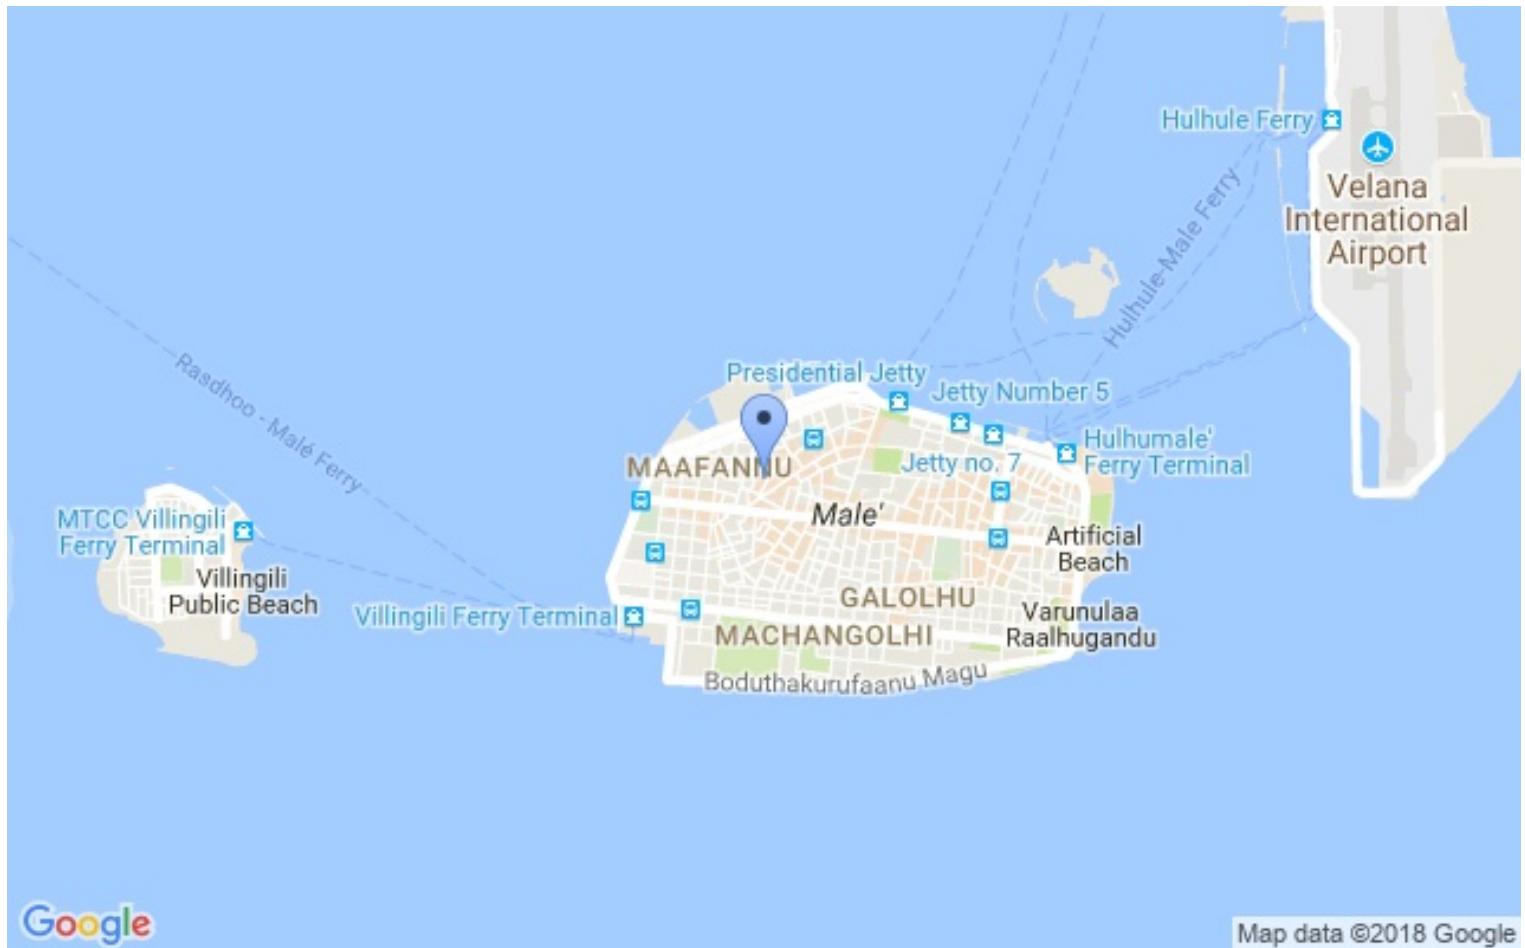 Hulhule Ferry
Velana
International
Airport
Hulhule-Male Ferry
Rasdhoo - Malé Ferry
Presidential Jetty
Jetty Number 5
Hulhumale'
Ferry Terminal
Jetty no. 7
MAAFANNU
Male'
Artificial
Beach
MTCC Villingili
Ferry Terminal
Villingili
Public Beach
Villingili Ferry Terminal
GALOLHU
Varunulaa
Raalhugandu
MACHANGOLHI
Boduthakurufaanu Magu
Google
Map data ©2018 Google